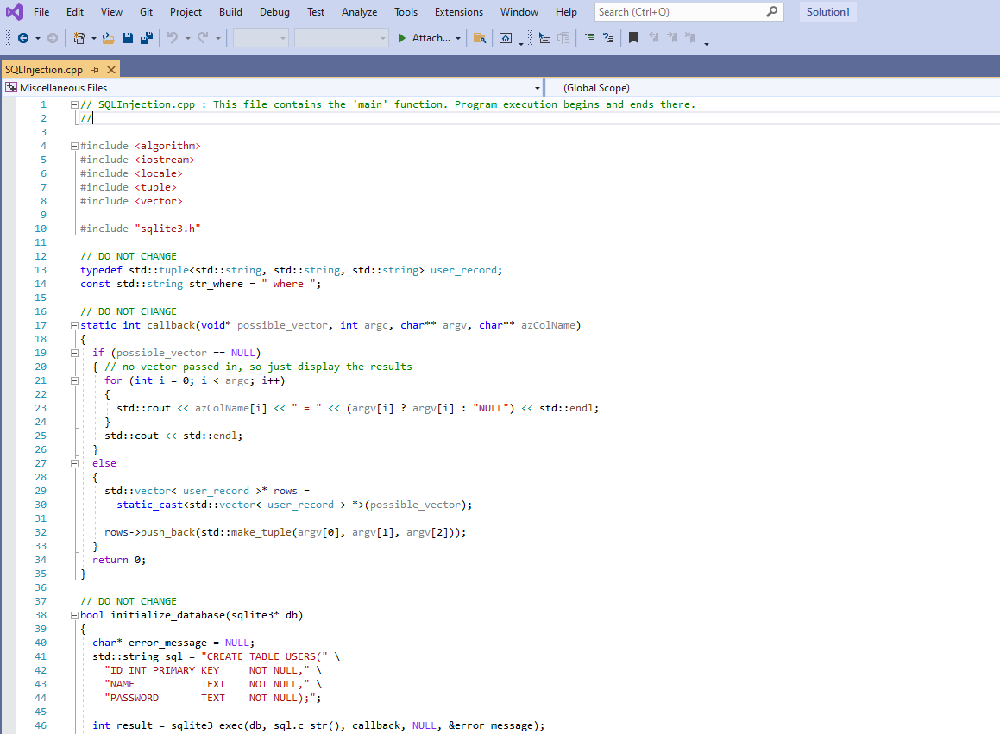 File Edit View Git Project Build Debug Test Analyze Tools Extensions Window Help Search (Ctrl+Q) Solution1
Attach...
SQLInjection.cpp
Miscellaneous Files (Global Scope)
1 // SQLInjection.cpp : This file contains the 'main' function. Program execution begins and ends there.
2 //
3
4 #include <algorithm>
5 #include <iostream>
6 #include <locale>
7 #include <tuple>
8 #include <vector>
9
10 #include "sqlite3.h"
11
12 // DO NOT CHANGE
13 typedef std::tuple<std::string, std::string, std::string> user_record;
14 const std::string str_where = " where ";
15
16 // DO NOT CHANGE
17 static int callback(void* possible_vector, int argc, char** argv, char** azColName)
18 {
19 if (possible_vector == NULL)
20 { // no vector passed in, so just display the results
21 for (int i = 0; i < argc; i++)
22 {
23 std::cout << azColName[i] << " = " << (argv[i] ? argv[i] : "NULL") << std::endl;
24 }
25 std::cout << std::endl;
26 }
27 else
28 {
29 std::vector< user_record >* rows =
30 static_cast<std::vector< user_record > *>(possible_vector);
31
32 rows->push_back(std::make_tuple(argv[0], argv[1], argv[2]));
33 }
34 return 0;
35 }
36
37 // DO NOT CHANGE
38 bool initialize_database(sqlite3* db)
39 {
40 char* error_message = NULL;
41 std::string sql = "CREATE TABLE USERS(" \
42 "ID INT PRIMARY KEY     NOT NULL," \
43 "NAME           TEXT    NOT NULL," \
44 "PASSWORD       TEXT    NOT NULL);";
45
46 int result = sqlite3_exec(db, sql.c_str(), callback, NULL, &error_message);